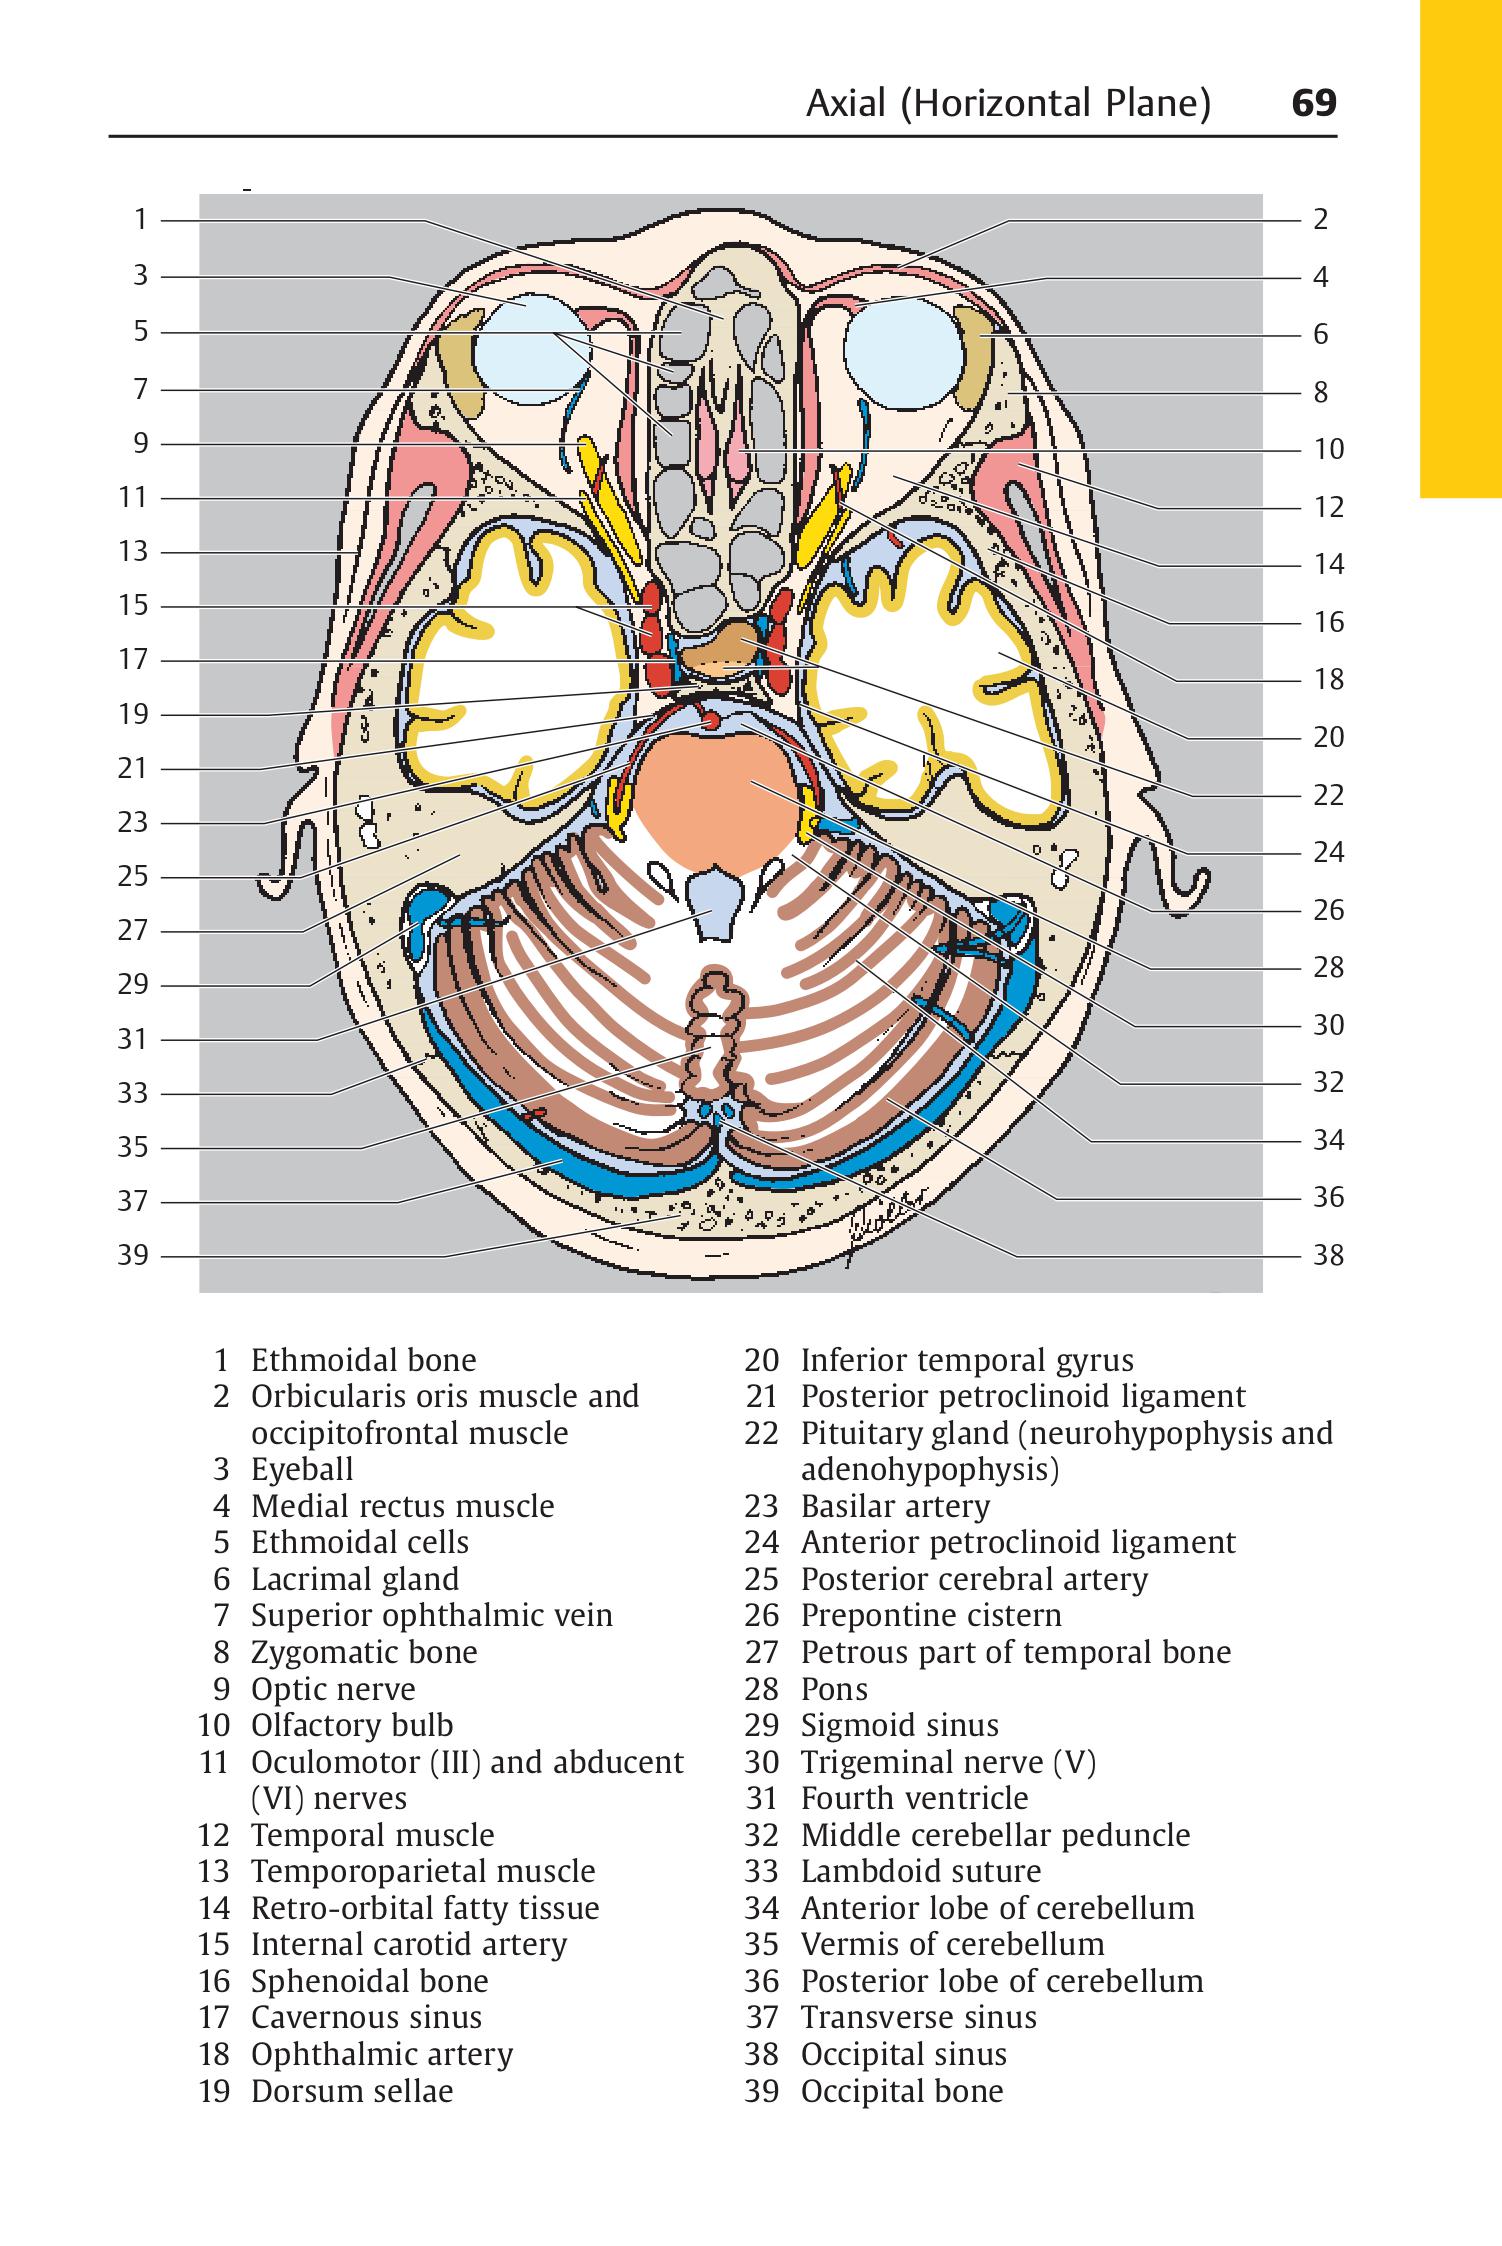 Axial (Horizontal Plane) 69
1
2
3
4
5
6
7
8
9
10
11
12
13
14
15
16
17
18
19
20
21
22
23
24
25
26
27
28
29
30
31
32
33
34
35
36
37
38
39
1 Ethmoidal bone
2 Orbicularis oris muscle and
occipitofrontal muscle
3 Eyeball
4 Medial rectus muscle
5 Ethmoidal cells
6 Lacrimal gland
7 Superior ophthalmic vein
8 Zygomatic bone
9 Optic nerve
10 Olfactory bulb
11 Oculomotor (III) and abducent
(VI) nerves
12 Temporal muscle
13 Temporoparietal muscle
14 Retro-orbital fatty tissue
15 Internal carotid artery
16 Sphenoidal bone
17 Cavernous sinus
18 Ophthalmic artery
19 Dorsum sellae
20 Inferior temporal gyrus
21 Posterior petroclinoid ligament
22 Pituitary gland (neurohypophysis and
adenohypophysis)
23 Basilar artery
24 Anterior petroclinoid ligament
25 Posterior cerebral artery
26 Prepontine cistern
27 Petrous part of temporal bone
28 Pons
29 Sigmoid sinus
30 Trigeminal nerve (V)
31 Fourth ventricle
32 Middle cerebellar peduncle
33 Lambdoid suture
34 Anterior lobe of cerebellum
35 Vermis of cerebellum
36 Posterior lobe of cerebellum
37 Transverse sinus
38 Occipital sinus
39 Occipital bone